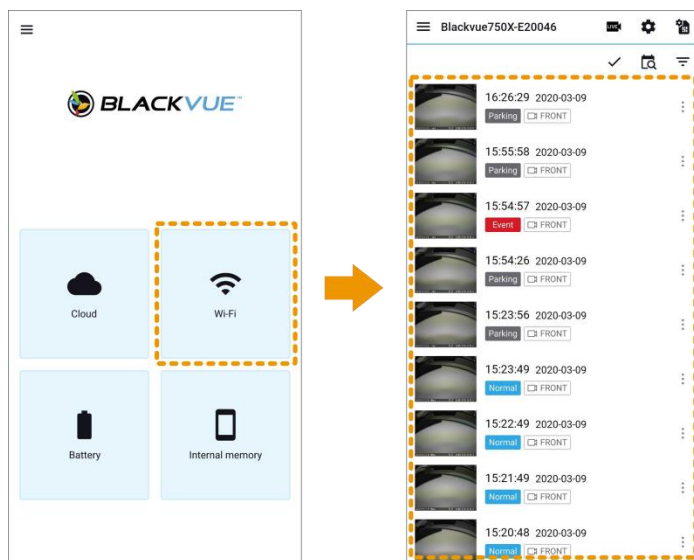 BLACKVUE
Cloud
Wi-Fi
Battery
Internal memory
Blackvue750X-E20046
LIVE
16:26:29 2020-03-09
Parking FRONT
15:55:58 2020-03-09
Parking FRONT
15:54:57 2020-03-09
Event FRONT
15:54:26 2020-03-09
Parking FRONT
15:23:56 2020-03-09
Parking FRONT
15:23:49 2020-03-09
Normal FRONT
15:22:49 2020-03-09
Normal FRONT
15:21:49 2020-03-09
Normal FRONT
15:20:48 2020-03-09
Normal FRONT